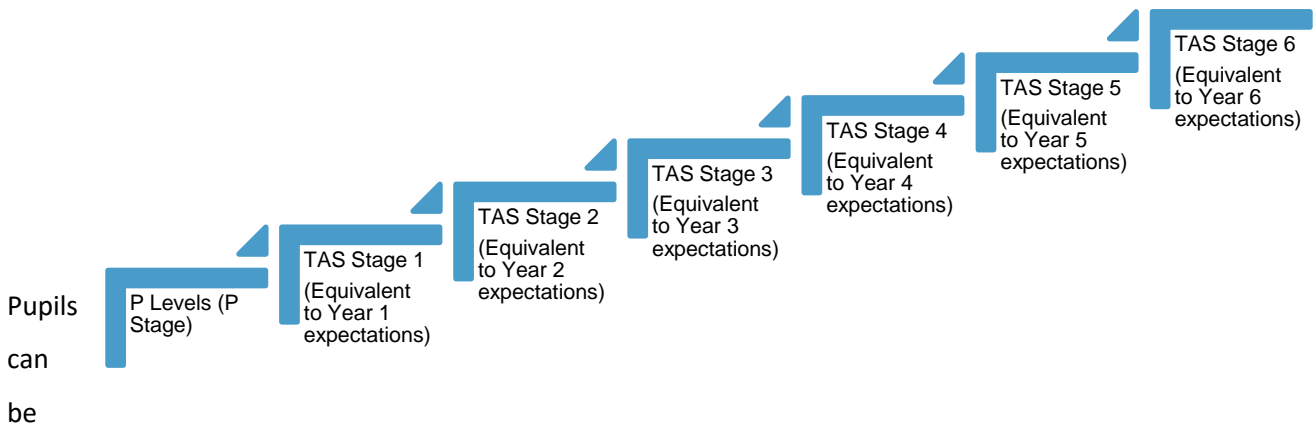 Pupils
can
be
P Levels (P
Stage)
TAS Stage 1
(Equivalent
to Year 1
expectations)
TAS Stage 2
(Equivalent
to Year 2
expectations)
TAS Stage 3
(Equivalent
to Year 3
expectations)
TAS Stage 4
(Equivalent
to Year 4
expectations)
TAS Stage 5
(Equivalent
to Year 5
expectations)
TAS Stage 6
(Equivalent
to Year 6
expectations)